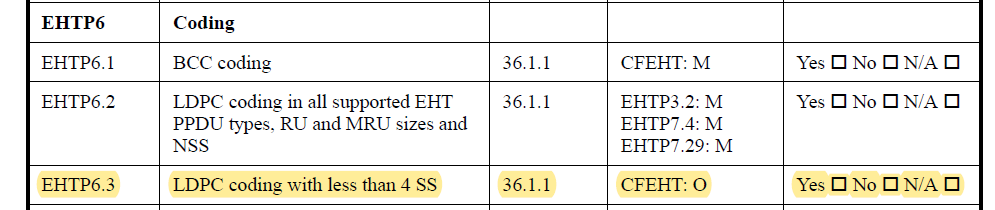 EHTP6 Coding
EHTP6.1 BCC coding 36.1.1 CFEHT: M Yes ☐ No ☐ N/A ☐
EHTP6.2 LDPC coding in all supported EHT 36.1.1 EHTP3.2: M Yes ☐ No ☐ N/A ☐
PPDU types, RU and MRU sizes and EHTP7.4: M
NSS EHTP7.29: M
EHTP6.3 LDPC coding with less than 4 SS 36.1.1 CFEHT: O Yes ☐ No ☐ N/A ☐